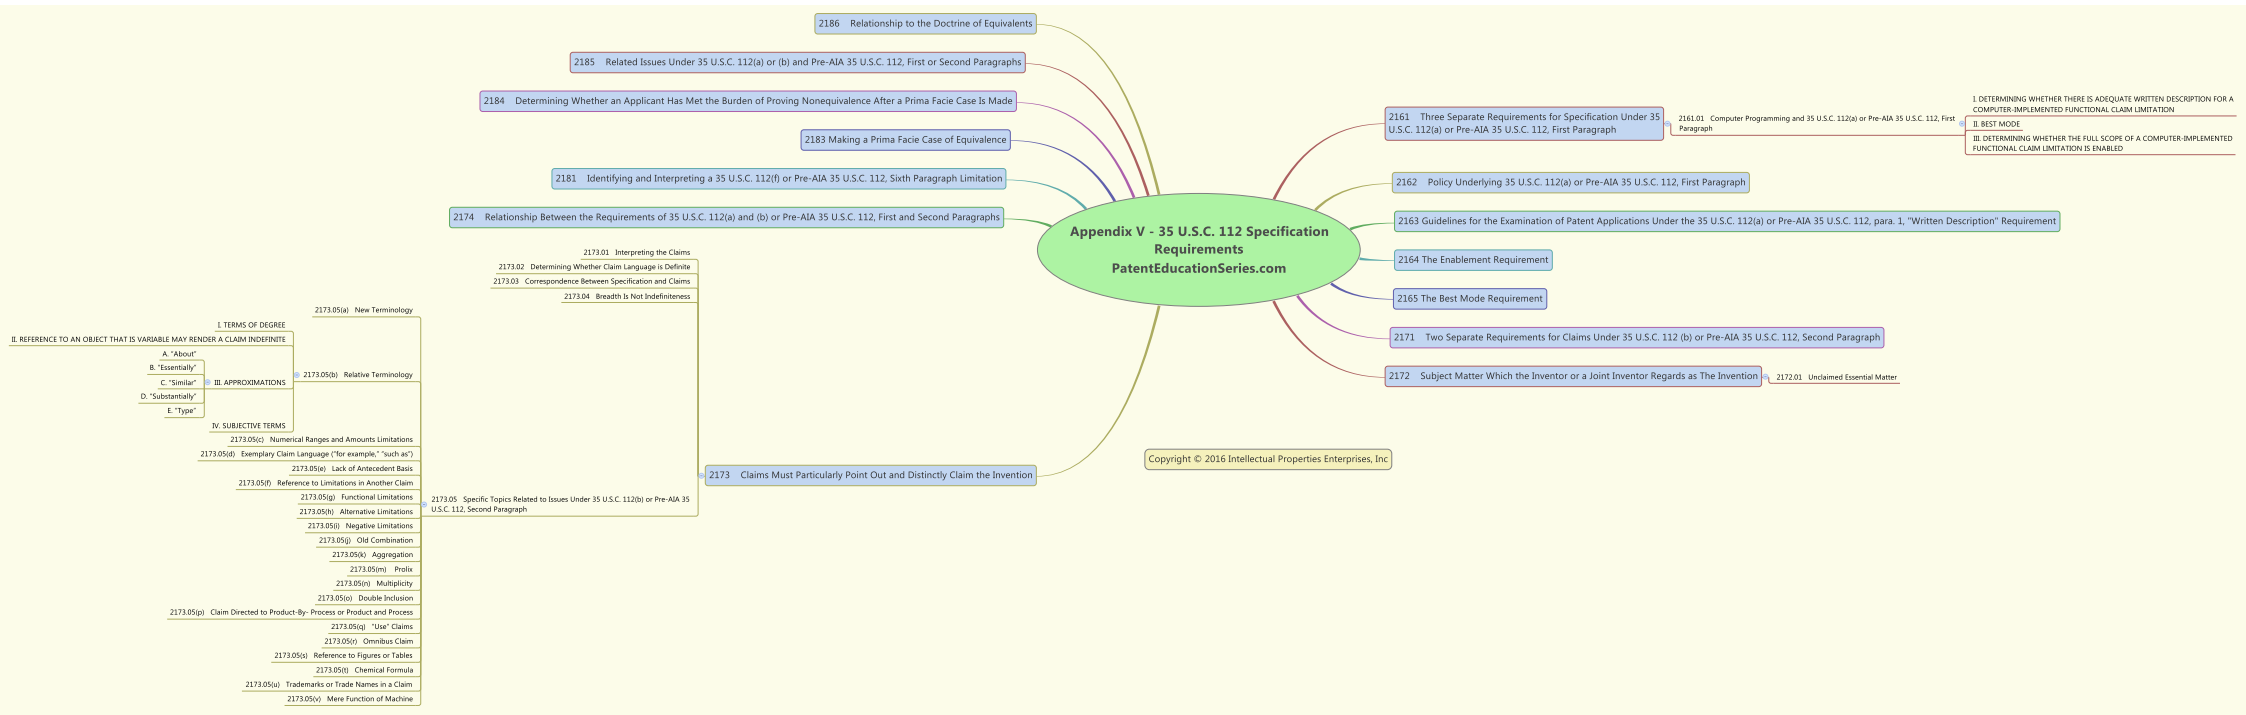 Appendix V - 35 U.S.C. 112 Specification
Requirements
PatentEducationSeries.com
2161 Three Separate Requirements for Specification Under 35
U.S.C. 112(a) or Pre-AIA 35 U.S.C. 112, First Paragraph
2161.01 Computer Programming and 35 U.S.C. 112(a) or Pre-AIA 35 U.S.C. 112, First
Paragraph
I. DETERMINING WHETHER THERE IS ADEQUATE WRITTEN DESCRIPTION FOR A
COMPUTER-IMPLEMENTED FUNCTIONAL CLAIM LIMITATION
II. BEST MODE
III. DETERMINING WHETHER THE FULL SCOPE OF A COMPUTER-IMPLEMENTED
FUNCTIONAL CLAIM LIMITATION IS ENABLED
2162 Policy Underlying 35 U.S.C. 112(a) or Pre-AIA 35 U.S.C. 112, First Paragraph
2163 Guidelines for the Examination of Patent Applications Under the 35 U.S.C. 112(a) or Pre-AIA 35 U.S.C. 112, para. 1, "Written Description" Requirement
2164 The Enablement Requirement
2165 The Best Mode Requirement
2171 Two Separate Requirements for Claims Under 35 U.S.C. 112 (b) or Pre-AIA 35 U.S.C. 112, Second Paragraph
2172 Subject Matter Which the Inventor or a Joint Inventor Regards as The Invention
2172.01 Unclaimed Essential Matter
2186 Relationship to the Doctrine of Equivalents
2185 Related Issues Under 35 U.S.C. 112(a) or (b) and Pre-AIA 35 U.S.C. 112, First or Second Paragraphs
2184 Determining Whether an Applicant Has Met the Burden of Proving Nonequivalence After a Prima Facie Case Is Made
2183 Making a Prima Facie Case of Equivalence
2181 Identifying and Interpreting a 35 U.S.C. 112(f) or Pre-AIA 35 U.S.C. 112, Sixth Paragraph Limitation
2174 Relationship Between the Requirements of 35 U.S.C. 112(a) and (b) or Pre-AIA 35 U.S.C. 112, First and Second Paragraphs
2173 Claims Must Particularly Point Out and Distinctly Claim the Invention
2173.01 Interpreting the Claims
2173.02 Determining Whether Claim Language is Definite
2173.03 Correspondence Between Specification and Claims
2173.04 Breadth Is Not Indefiniteness
2173.05 Specific Topics Related to Issues Under 35 U.S.C. 112(b) or Pre-AIA 35
U.S.C. 112, Second Paragraph
2173.05(a) New Terminology
2173.05(b) Relative Terminology
I. TERMS OF DEGREE
II. REFERENCE TO AN OBJECT THAT IS VARIABLE MAY RENDER A CLAIM INDEFINITE
III. APPROXIMATIONS
A. "About"
B. "Essentially"
C. "Similar"
D. "Substantially"
E. "Type"
IV. SUBJECTIVE TERMS
2173.05(c) Numerical Ranges and Amounts Limitations
2173.05(d) Exemplary Claim Language ("for example," "such as")
2173.05(e) Lack of Antecedent Basis
2173.05(f) Reference to Limitations in Another Claim
2173.05(g) Functional Limitations
2173.05(h) Alternative Limitations
2173.05(i) Negative Limitations
2173.05(j) Old Combination
2173.05(k) Aggregation
2173.05(m) Prolix
2173.05(n) Multiplicity
2173.05(o) Double Inclusion
2173.05(p) Claim Directed to Product-By- Process or Product and Process
2173.05(q) "Use" Claims
2173.05(r) Omnibus Claim
2173.05(s) Reference to Figures or Tables
2173.05(t) Chemical Formula
2173.05(u) Trademarks or Trade Names in a Claim
2173.05(v) Mere Function of Machine
Copyright © 2016 Intellectual Properties Enterprises, Inc